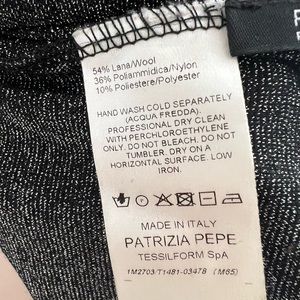 54% Lana/Wool
36% Poliammidica/Nylon
10% Poliestere/Polyester
HAND WASH COLD SEPARATELY
(ACQUA FREDDA).
PROFESSIONAL DRY CLEAN
WITH PERCHLOROETHYLENE
ONLY. DO NOT BLEACH. DO NOT
TUMBLER. DRY ON A
HORIZONTAL SURFACE. LOW
IRON.
MADE IN ITALY
PATRIZIA PEPE
TESSILFORM SpA
1M2703/T1481-03478 (M65)